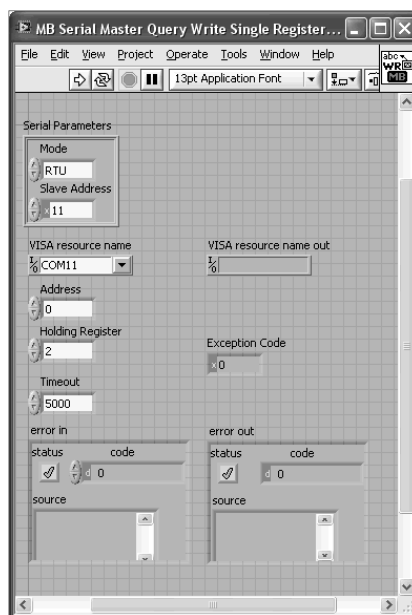 MB Serial Master Query Write Single Register...
File Edit View Project Operate Tools Window Help
abc
WR
MB
13pt Application Font
Serial Parameters
Mode
RTU
Slave Address
x 11
VISA resource name
VISA resource name out
I/O COM11
I/O
Address
0
Holding Register
2
Exception Code
x 0
Timeout
5000
error in
error out
status code
status code
d 0
d 0
source
source